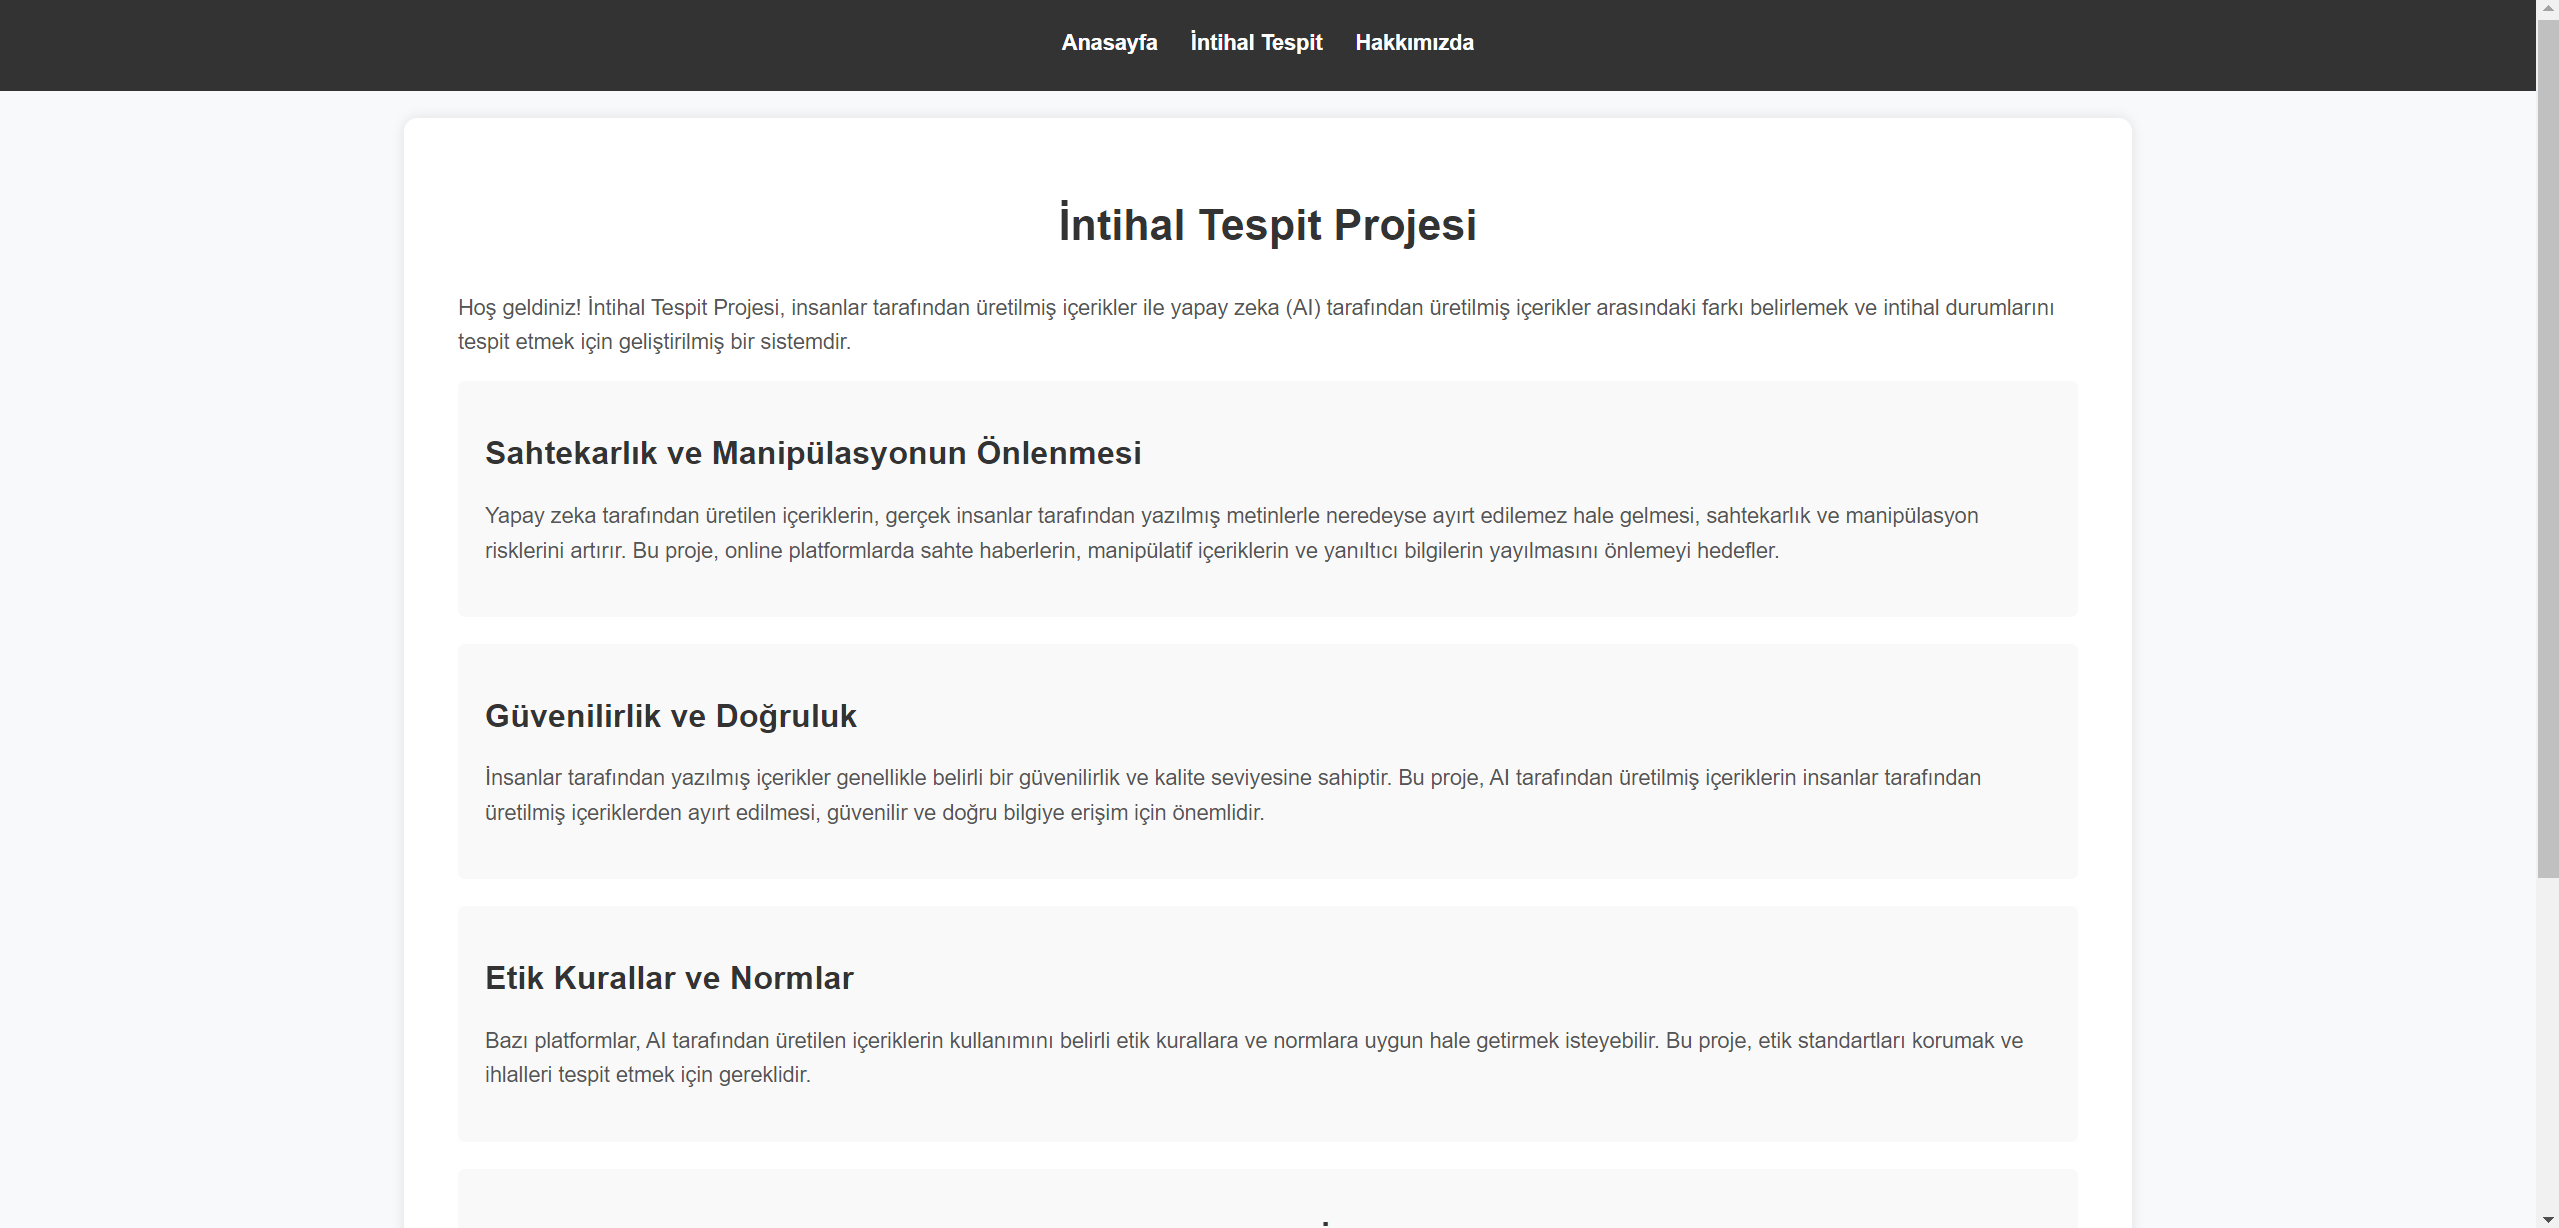 Anasayfa İntihal Tespit Hakkımızda
İntihal Tespit Projesi
Hoş geldiniz! İntihal Tespit Projesi, insanlar tarafından üretilmiş içerikler ile yapay zeka (AI) tarafından üretilmiş içerikler arasındaki farkı belirlemek ve intihal durumlarını
tespit etmek için geliştirilmiş bir sistemdir.
Sahtekarlık ve Manipülasyonun Önlenmesi
Yapay zeka tarafından üretilen içeriklerin, gerçek insanlar tarafından yazılmış metinlerle neredeyse ayırt edilemez hale gelmesi, sahtekarlık ve manipülasyon
risklerini artırır. Bu proje, online platformlarda sahte haberlerin, manipülatif içeriklerin ve yanıltıcı bilgilerin yayılmasını önlemeyi hedefler.
Güvenilirlik ve Doğruluk
İnsanlar tarafından yazılmış içerikler genellikle belirli bir güvenilirlik ve kalite seviyesine sahiptir. Bu proje, AI tarafından üretilmiş içeriklerin insanlar tarafından
üretilmiş içeriklerden ayırt edilmesi, güvenilir ve doğru bilgiye erişim için önemlidir.
Etik Kurallar ve Normlar
Bazı platformlar, AI tarafından üretilen içeriklerin kullanımını belirli etik kurallara ve normlara uygun hale getirmek isteyebilir. Bu proje, etik standartları korumak ve
ihlalleri tespit etmek için gereklidir.